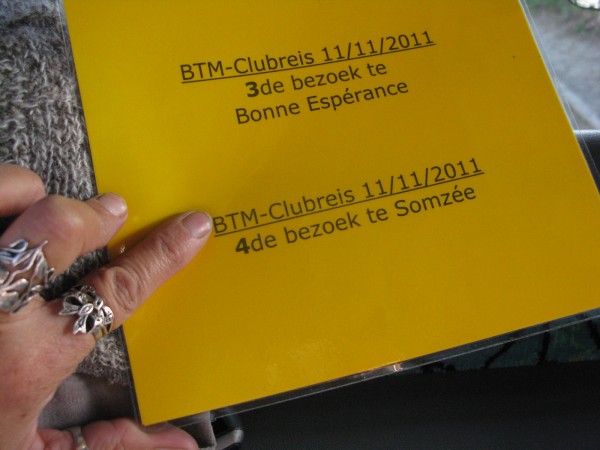 BTM-Clubreis 11/11/2011
3de bezoek te
Bonne Espérance
BTM-Clubreis 11/11/2011
4de bezoek te Somzée